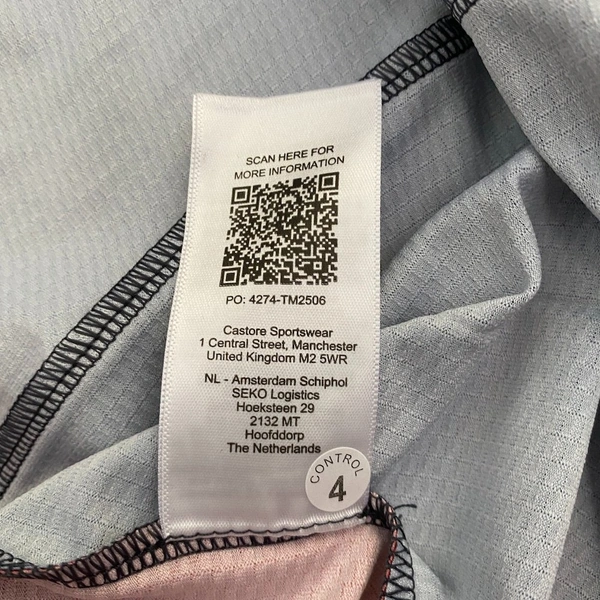 SCAN HERE FOR
MORE INFORMATION
PO: 4274-TM2506
Castore Sportswear
1 Central Street, Manchester
United Kingdom M2 5WR
NL - Amsterdam Schiphol
SEKO Logistics
Hoeksteen 29
2132 MT
Hoofddorp
The Netherlands
CONTROL
4